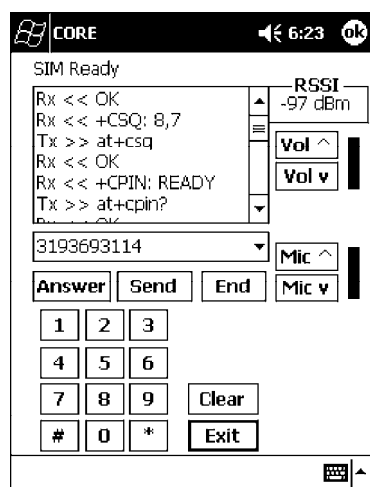 CORE 6:23 ok
SIM Ready
RSSI
-97 dBm
Rx << OK
Rx << +CSQ: 8,7
Tx >> at+csq
Rx << OK
Rx << +CPIN: READY
Tx >> at+cpin?
Rx << OK
Vol ^
Vol v
3193693114
Mic ^
Mic v
Answer Send End
1 2 3
4 5 6
7 8 9 Clear
# 0 * Exit